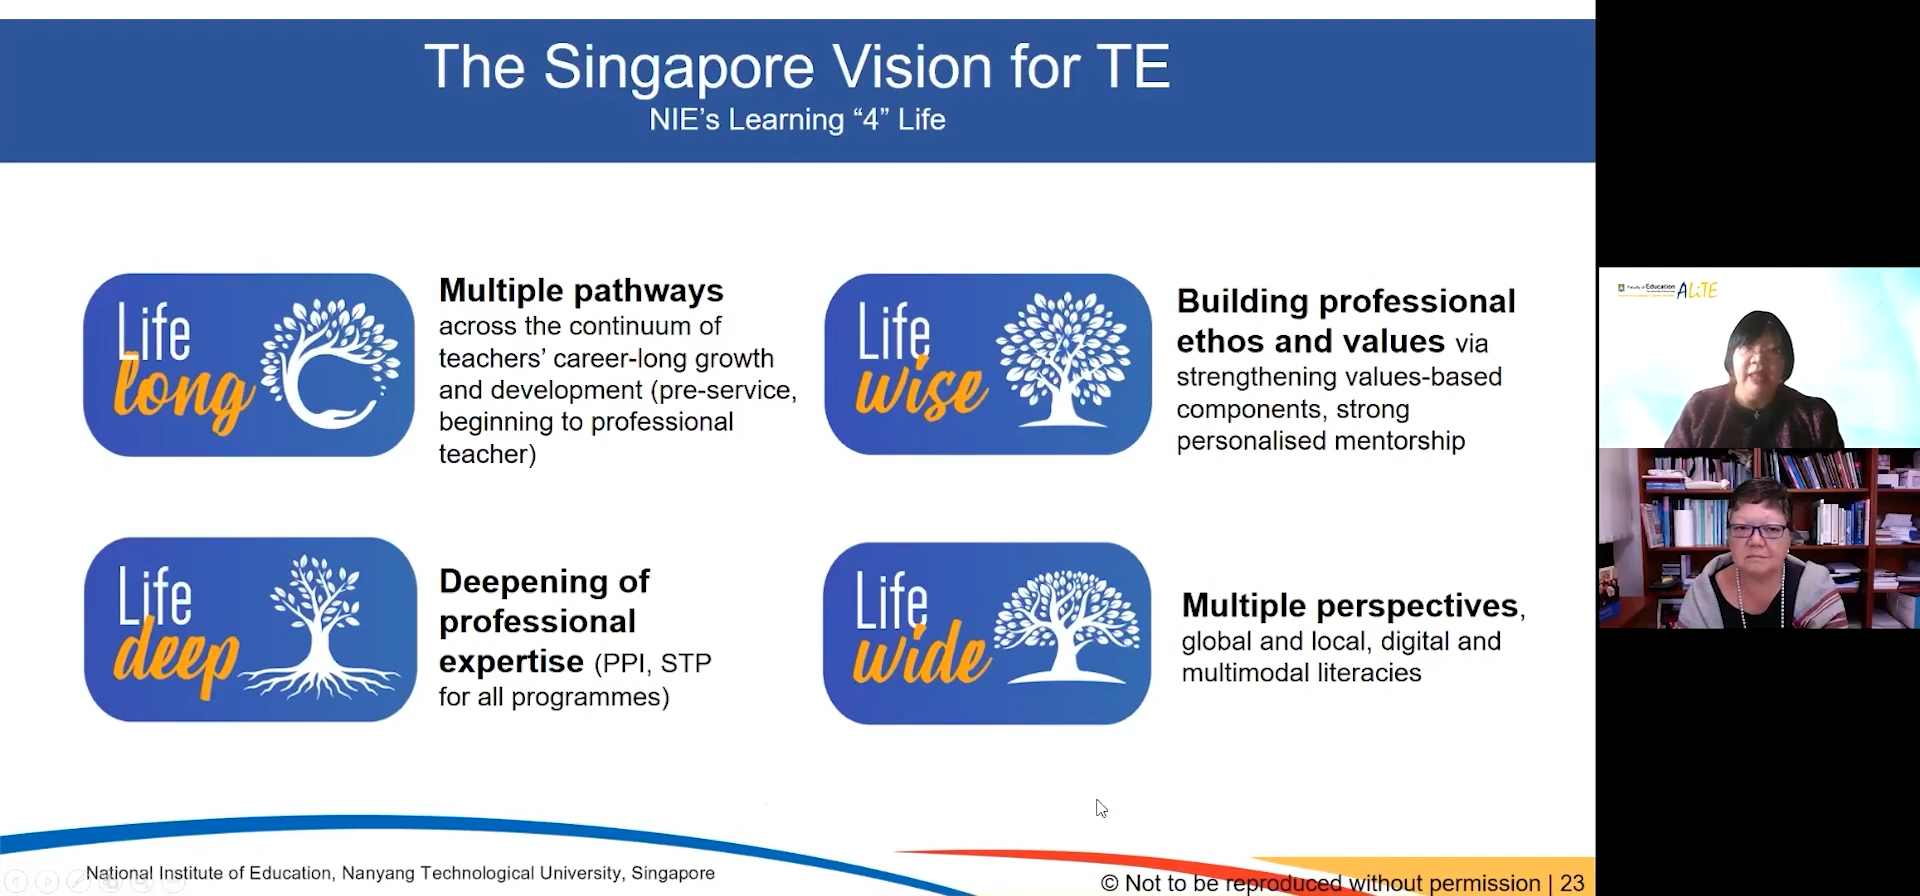 The Singapore Vision for TE
NIE's Learning “4” Life
Life
long
Multiple pathways
across the continuum of
teachers’ career-long growth
and development (pre-service,
beginning to professional
teacher)
Life
wise
Building professional
ethos and values via
strengthening values-based
components, strong
personalised mentorship
Life
deep
Deepening of
professional
expertise (PPI, STP
for all programmes)
Life
wide
Multiple perspectives,
global and local, digital and
multimodal literacies
National Institute of Education, Nanyang Technological University, Singapore
© Not to be reproduced without permission | 23
Faculty of Education
ALiTE